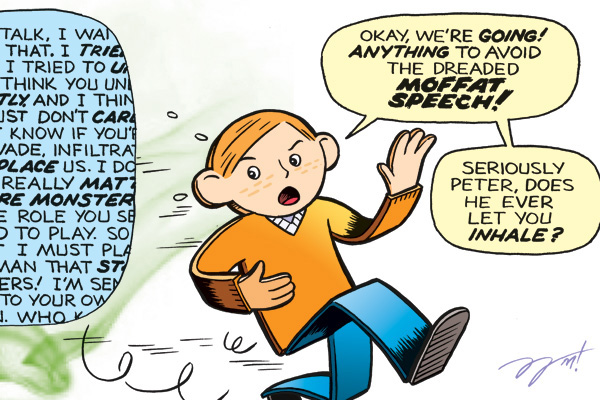 TALK, I WAN
THAT. I TRIE
I TRIED TO U
THINK YOU UN
TLY. AND I THIN
UST DON'T CARE
T KNOW IF YOU'R
VADE, INFILTRA
PLACE US. I DO
REALLY MATT
RE MONSTER
E ROLE YOU SE
D TO PLAY. SO
T I MUST PLA
MAN THAT ST
ERS! I'M SEN
TO YOUR OW
N. WHO K
OKAY, WE'RE GOING!
ANYTHING TO AVOID
THE DREADED
MOFFAT
SPEECH!
SERIOUSLY
PETER, DOES
HE EVER
LET YOU
INHALE?